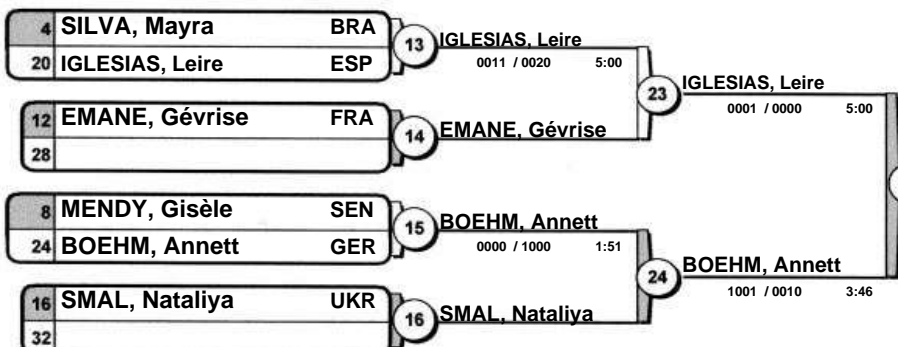 4 SILVA, Mayra BRA
20 IGLESIAS, Leire ESP
13 IGLESIAS, Leire
0011 / 0020 5:00
12 EMANE, Gévrise FRA
28
14 EMANE, Gévrise
23 IGLESIAS, Leire
0001 / 0000 5:00
8 MENDY, Gisèle SEN
24 BOEHM, Annett GER
15 BOEHM, Annett
0000 / 1000 1:51
16 SMAL, Nataliya UKR
32
16 SMAL, Nataliya
24 BOEHM, Annett
1001 / 0010 3:46